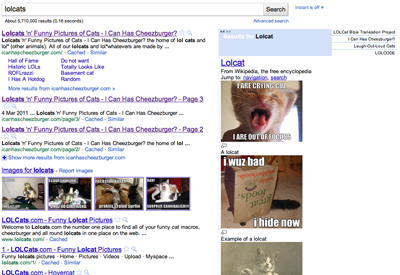 lolcats
Search
Instant is off ▾
About 5,710,000 results (0.16 seconds)
Advanced search
Lolcats 'n' Funny Pictures of Cats - I Can Has Cheezburger?
Lolcats 'n' Funny Pictures of Cats - I Can Has Cheezburger? of the home of lol cats and
lol* (other animals). All of our lolcats and lol*whatevers are made by ...
icanhascheezburger.com/ - Cached - Similar
Hall of Fame
Do not want
Historic LOLs
Totally Looks Like
ROFLrazzi
Basement cat
I Has A Hotdog
Random
More results from icanhascheezburger.com »
Lolcats 'n' Funny Pictures of Cats - I Can Has Cheezburger? - Page 3
4 Mar 2011 ... Lolcats 'n' Funny Pictures of Cats - I Can Has Cheezburger? the home of ...
icanhascheezburger.com/page/3/ - Cached
Lolcats 'n' Funny Pictures of Cats - I Can Has Cheezburger? - Page 2
Lolcats 'n' Funny Pictures of Cats - I Can Has Cheezburger? the home of lol ...
icanhascheezburger.com/page/2/ - Cached - Similar
Show more results from icanhascheezburger.com
Images for lolcats - Report images
LOLCats.com - Funny Lolcat Pictures
Welcome to Lolcats.com the number one place to find all of your funny cat macros,
cheezburger and all round lolcats in one place on the web. ...
www.lolcats.com/ - Cached
1 - LOLCats.com - Funny Lolcat Pictures
Funny lolcat pictures · Home · Pictures · Videos · Upload · Myspace ...
lolcats.com/1/ - Cached - Similar
LOLCats.com - Hovercat
Results for Lolcat
LOLCat Bible Translation Project
I Can Has Cheezburger?
Laugh-Out-Loud Cats
LOLCODE
Lolcat
From Wikipedia, the free encyclopedia
Jump to: navigation, search
I ARE CRYING CUZ
I ARE OUT OF FOCUS
A lolcat
i wuz bad
i hide now
Example of a lolcat